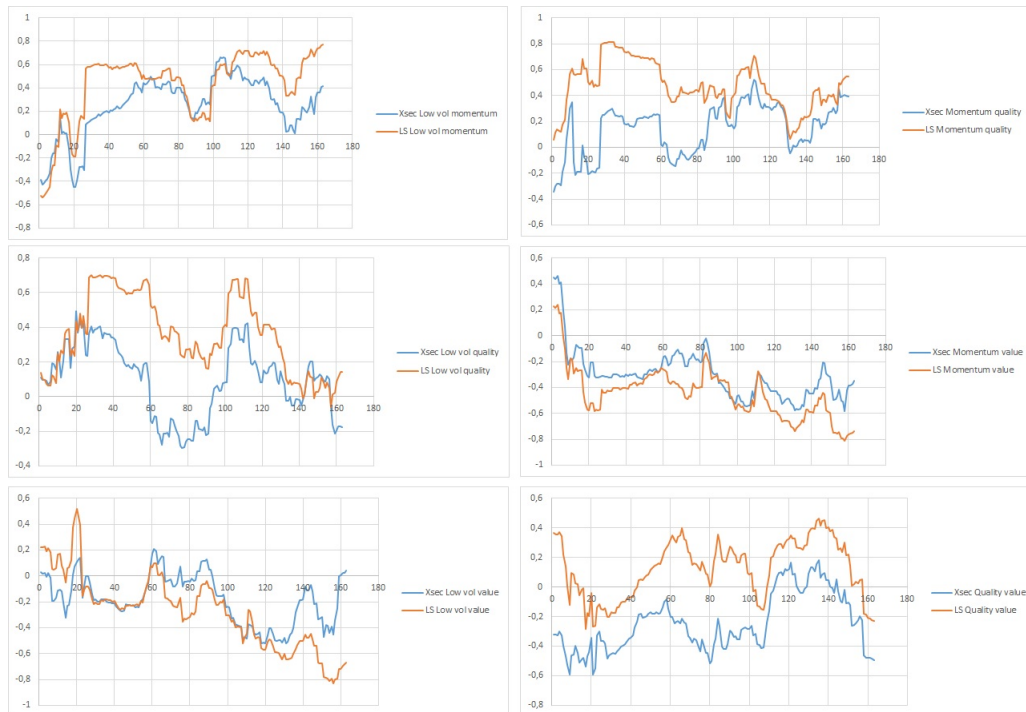 1
0,8
0,6
0,4
0,2
0
-0,2
-0,4
-0,6
-0,8
0 20 40 60 80 100 120 140 160 180
Xsec Low vol momentum
LS Low vol momentum
1
0,8
0,6
0,4
0,2
0
-0,2
-0,4
-0,6
0 20 40 60 80 100 120 140 160 180
Xsec Momentum quality
LS Momentum quality
0,8
0,6
0,4
0,2
0
-0,2
-0,4
0 20 40 60 80 100 120 140 160 180
Xsec Low vol quality
LS Low vol quality
0,6
0,4
0,2
0
-0,2
-0,4
-0,6
-0,8
-1
0 20 40 60 80 100 120 140 160 180
Xsec Momentum value
LS Momentum value
0,6
0,4
0,2
0
-0,2
-0,4
-0,6
-0,8
-1
0 20 40 60 80 100 120 140 160 180
Xsec Low vol value
LS Low vol value
0,6
0,4
0,2
0
-0,2
-0,4
-0,6
-0,8
0 20 40 60 80 100 120 140 160 180
Xsec Quality value
LS Quality value